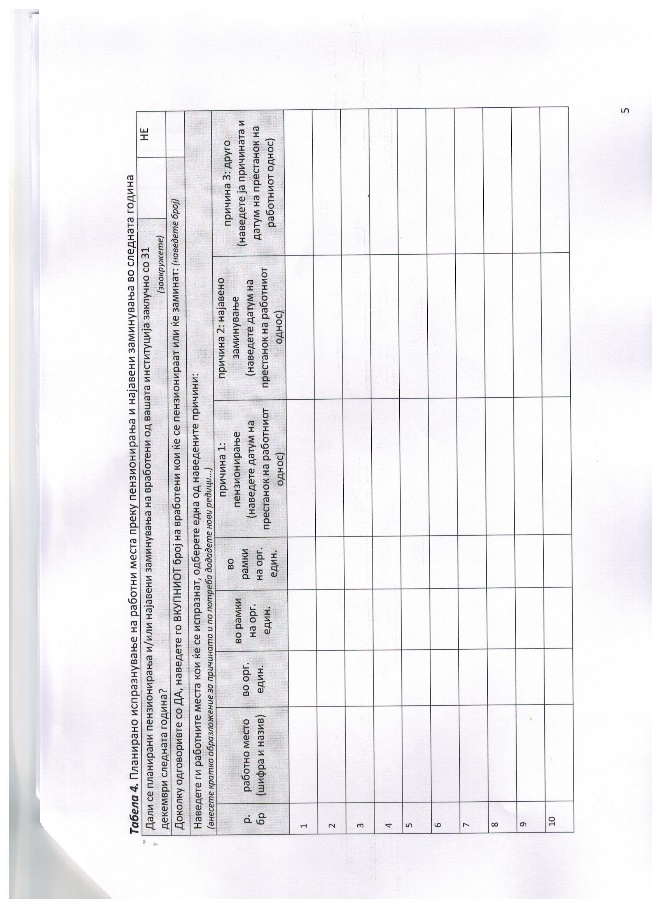 Табела 4. Планирано испразнување на работни места преку пензионирања и најавени заминувања во следната година
Дали се планирани пензионирања и/или најавени заминувања на вработени од вашата институција заклучно со 31
декември следната година? (заокружете)
НЕ
Доколку одговоривте со ДА, наведете го ВКУПНИОТ број на вработени кои ќе се пензионираат или ќе заминат: (наведете број)
Наведете ги работните места кои ќе се испразнат, одберете една од наведените причини:
(внесете кратко образложение за причината и по потреба додадете нови редици...)
р.
бр
работно место
(шифра и назив)
во орг.
един.
во рамки
на орг.
един.
во
рамки
на орг.
един.
причина 1:
пензионирање
(наведете датум на
престанок на работниот
однос)
причина 2: најавено
заминување
(наведете датум на
престанок на работниот
однос)
причина 3: друго
(наведете ја причината и
датум на престанок на
работниот однос)
1
2
3
4
5
6
7
8
9
10
5